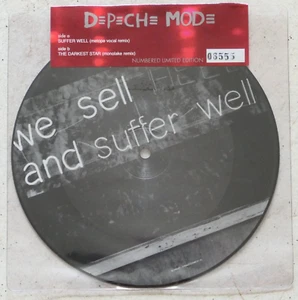 DEPECHE MODE
side a:
SUFFER WELL (metope vocal remix)
side b:
THE DARKEST STAR (monolake remix)
NUMBERED LIMITED EDITION
we sell
and suffer well